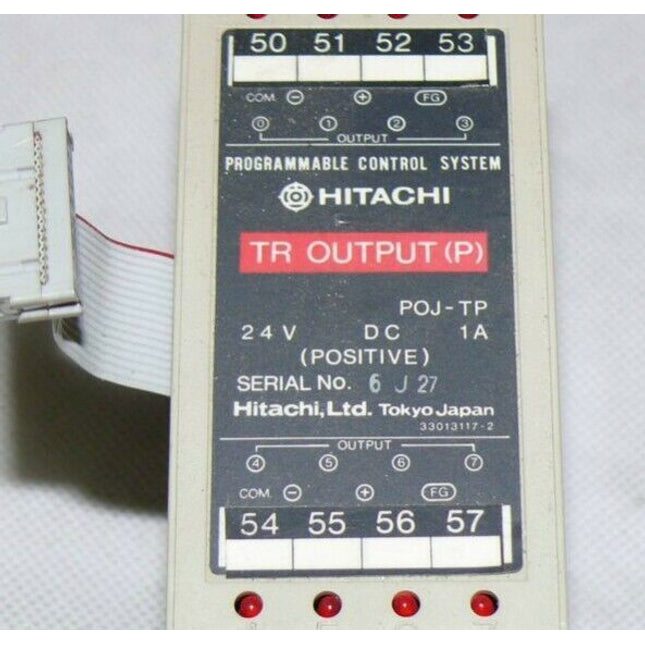 50 51 52 53
COM. ⊖ ⊕ FG
⓪ ① ② ③
OUTPUT
PROGRAMMABLE CONTROL SYSTEM
HITACHI
TR OUTPUT (P)
POJ-TP
24V DC 1A
(POSITIVE)
SERIAL No. 6 J 27
Hitachi, Ltd. Tokyo Japan
33013117-2
OUTPUT
④ ⑤ ⑥ ⑦
COM. ⊖ ⊕ FG
54 55 56 57